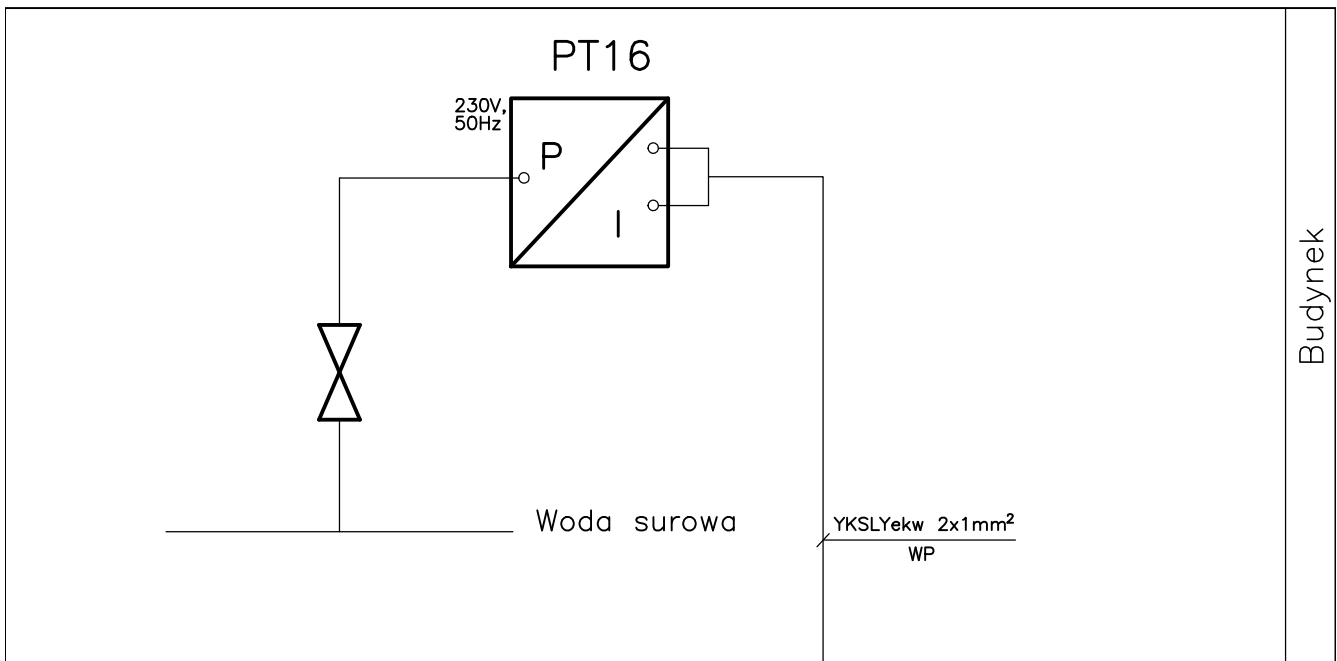 PT16
230V,
50Hz
P
I
Woda surowa
YKSLYekw 2x1mm²
WP
Budynek